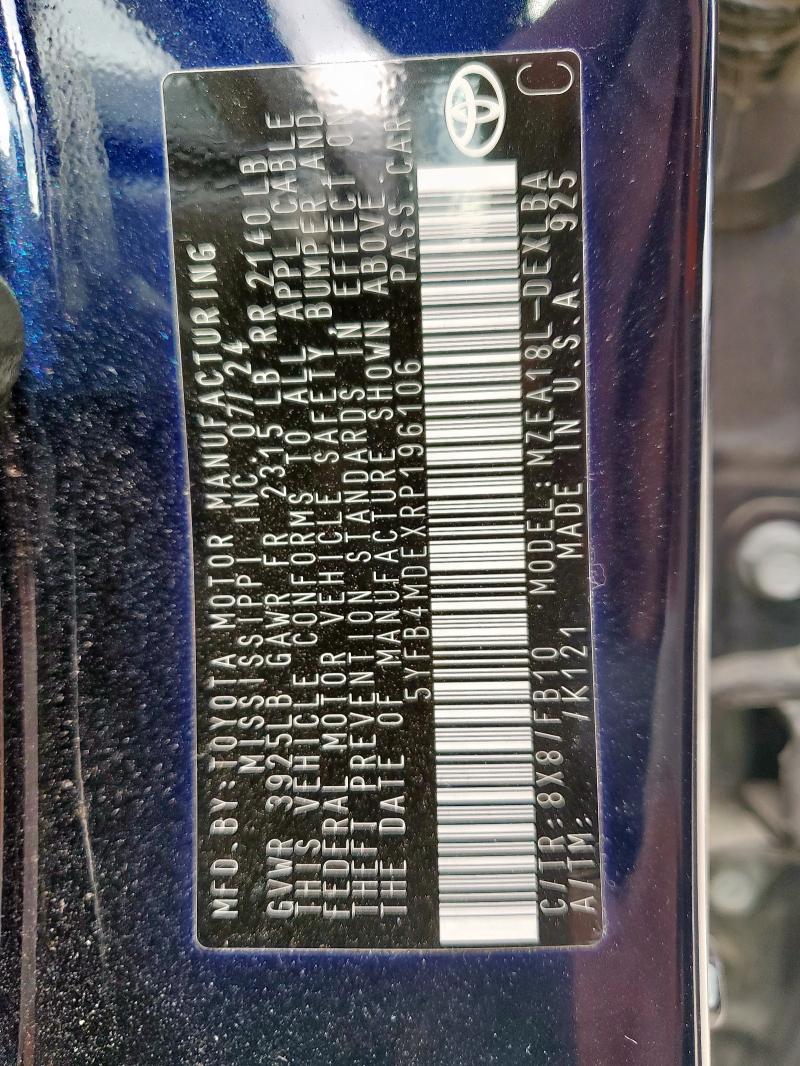 MFD.BY:TOYOTA MOTOR MANUFACTURING
MISSISSIPPI INC. 07/24
GVWR 3925LB GAWR FR 2315 LB RR 2140LB
THIS VEHICLE CONFORMS TO ALL APPLICABLE
FEDERAL MOTOR VEHICLE SAFETY, BUMPER AND
THEFT PREVENTION STANDARDS IN EFFECT ON
THE DATE OF MANUFACTURE SHOWN ABOVE.
5YFB4MDEXRP196106 PASS.CAR
C/TR:8X8/FB10 MODEL:MZEA18L-DEXLBA
A/TM: /K121 MADE IN U.S.A. 925
C